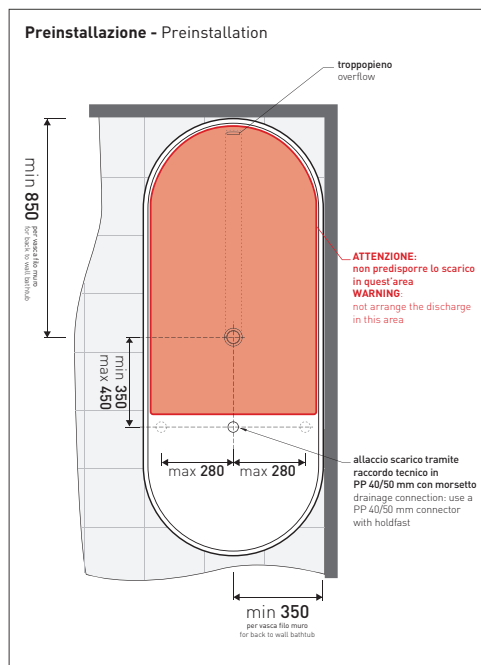 Preinstallazione - Preinstallation
troppopieno
overflow
min 850
per vasca filo muro
for back to wall bathtub
ATTENZIONE:
non predisporre lo scarico
in quest'area
WARNING:
not arrange the discharge
in this area
min 350
max 450
max 280
max 280
allaccio scarico tramite
raccordo tecnico in
PP 40/50 mm con morsetto
drainage connection: use a
PP 40/50 mm connector
with holdfast
min 350
per vasca filo muro
for back to wall bathtub